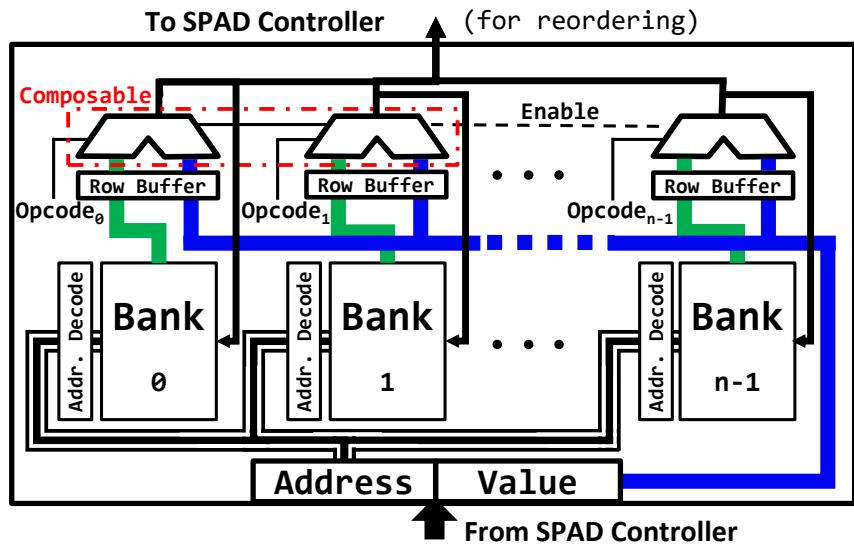 To SPAD Controller (for reordering)
Composable
Enable
Row Buffer Row Buffer • • • Row Buffer
Opcode₀ Opcode₁ Opcodeₙ₋₁
Addr. Decode Bank 0
Addr. Decode Bank 1
• • •
Addr. Decode Bank n-1
Address Value
From SPAD Controller